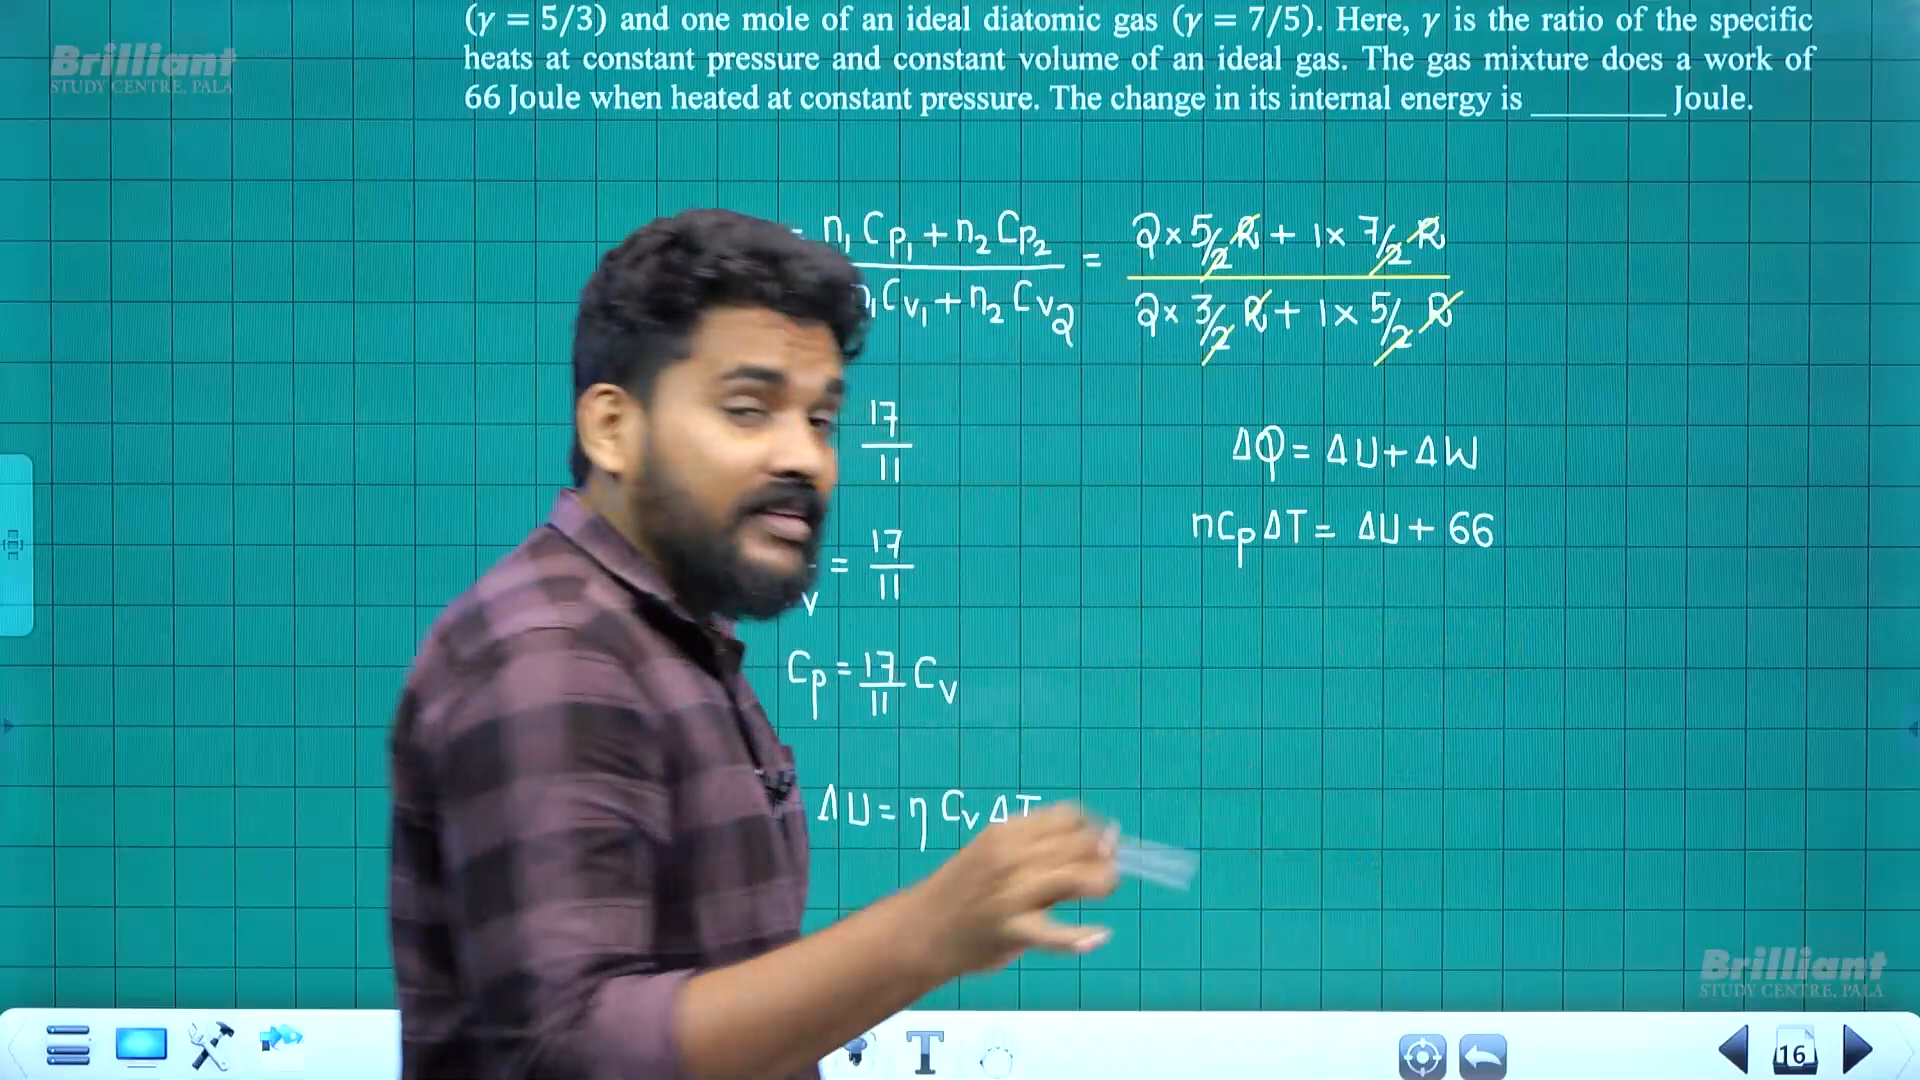 (γ = 5/3) and one mole of an ideal diatomic gas (γ = 7/5). Here, γ is the ratio of the specific
heats at constant pressure and constant volume of an ideal gas. The gas mixture does a work of
66 Joule when heated at constant pressure. The change in its internal energy is ________ Joule.
Brilliant
STUDY CENTRE, PALA
n₁Cp₁ + n₂Cp₂ = 2×5/2R + 1×7/2R
n₁Cv₁ + n₂Cv₂ 2×3/2R + 1×5/2R
17
11
ΔQ = ΔU + ΔW
nCpΔT = ΔU + 66
v = 17/11
Cp = 17/11 Cv
ΔU = nCvΔT
Brilliant
STUDY CENTRE, PALA
T
16